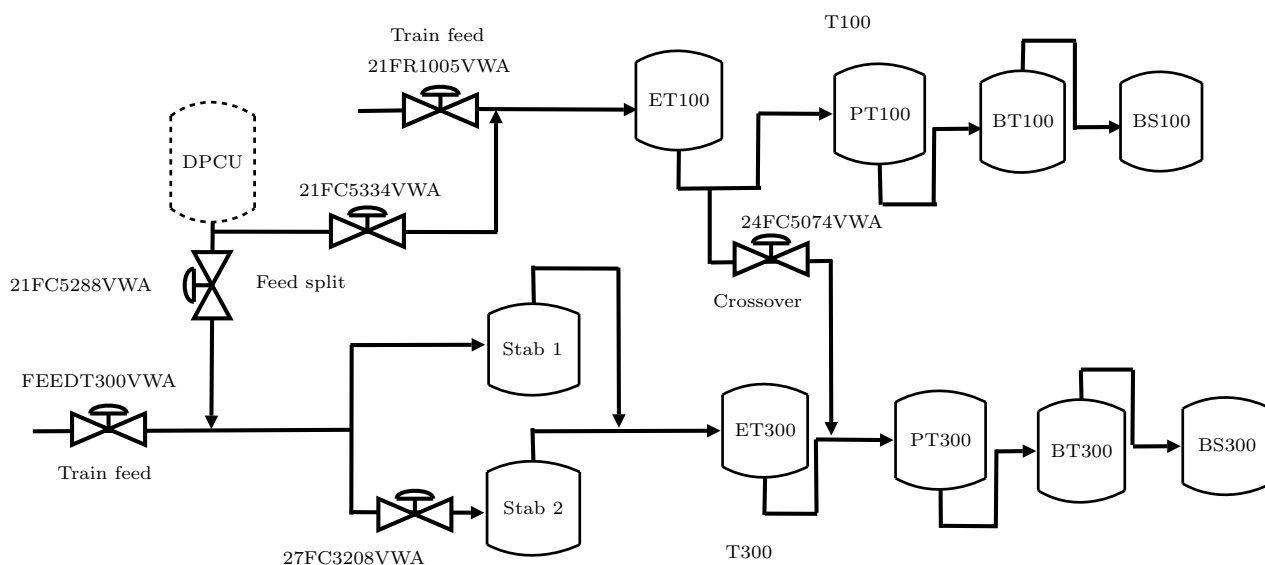 T100
Train feed
21FR1005VWA
ET100
PT100
BT100
BS100
DPCU
21FC5334VWA
24FC5074VWA
21FC5288VWA
Feed split
Crossover
Stab 1
FEEDT300VWA
ET300
PT300
BT300
BS300
Train feed
Stab 2
27FC3208VWA
T300